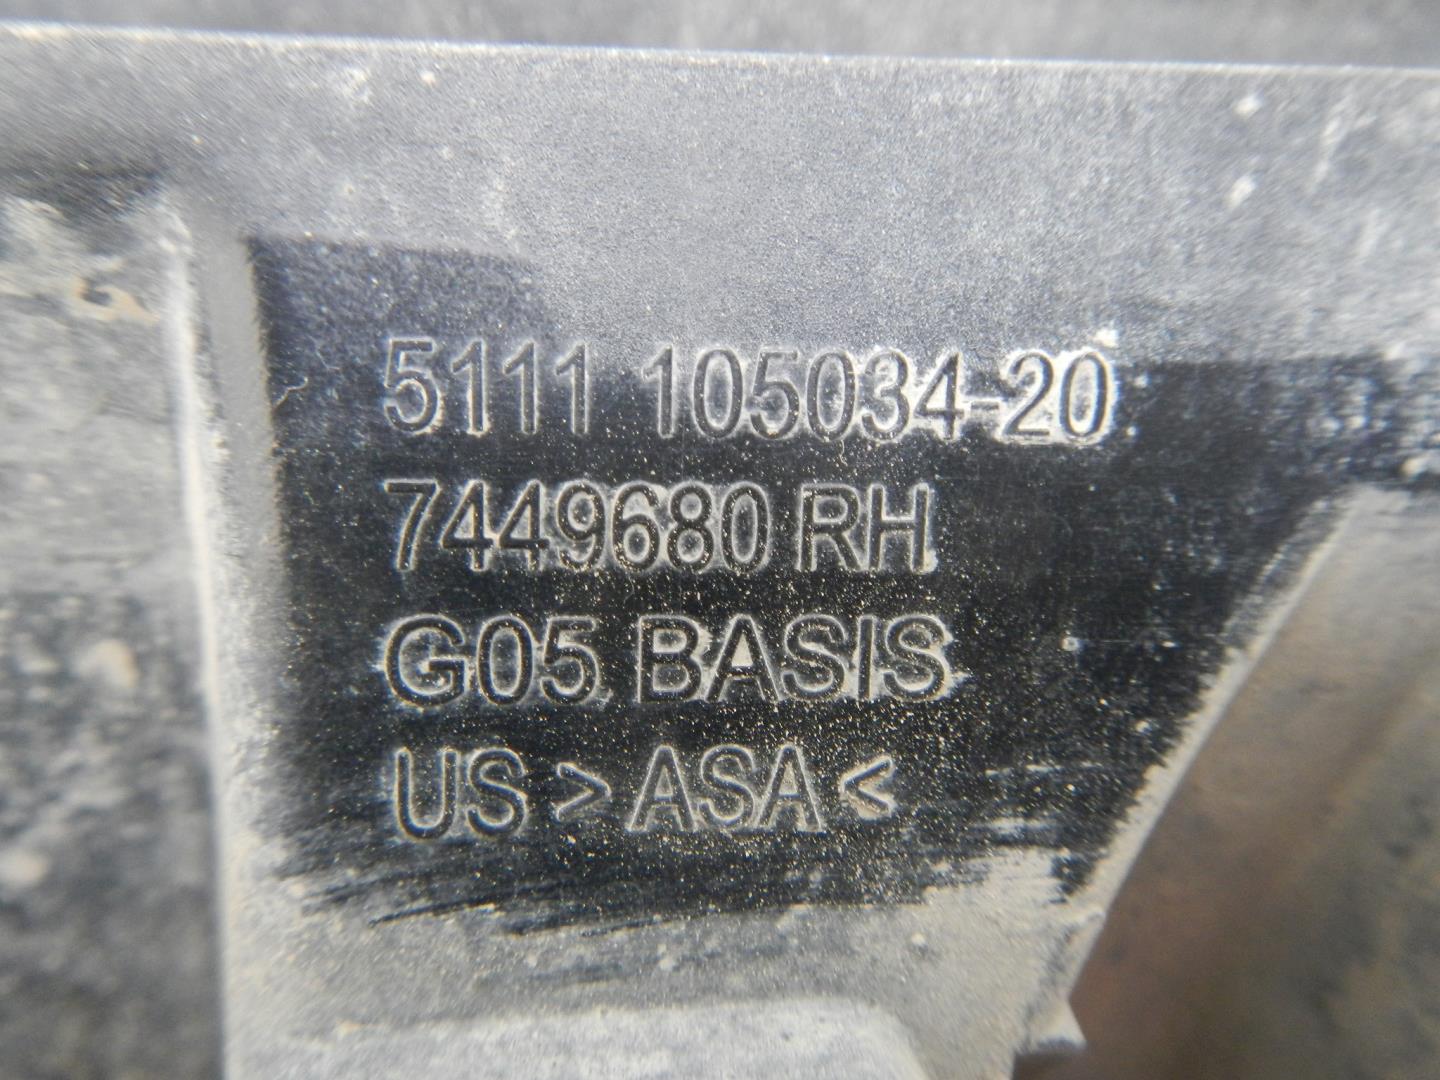 5111 105034-20
7449680 RH
G05 BASIS
US >ASA<